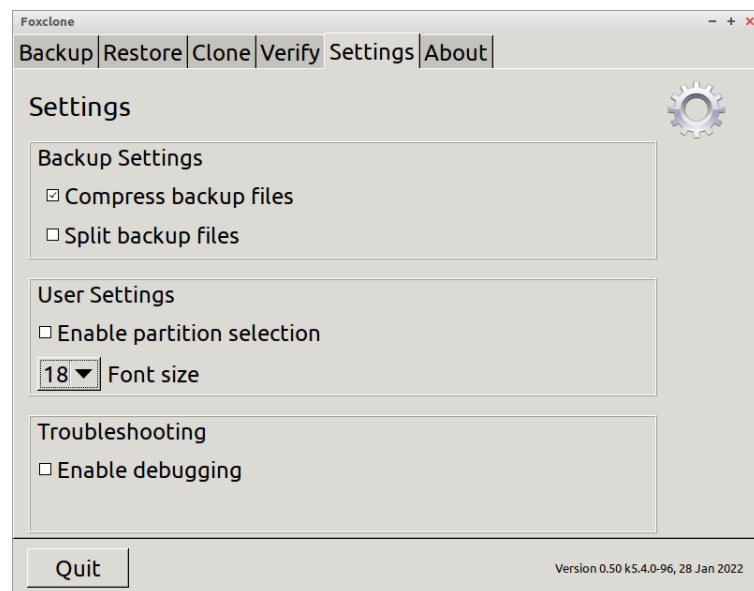 Foxclone
Backup Restore Clone Verify Settings About
Settings
Backup Settings
Compress backup files
Split backup files
User Settings
Enable partition selection
18 Font size
Troubleshooting
Enable debugging
Quit
Version 0.50 k5.4.0-96, 28 Jan 2022